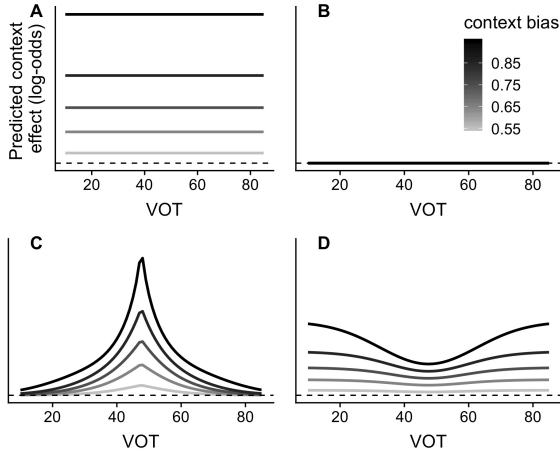 A
B
Predicted context
effect (log-odds)
context bias
0.85
0.75
0.65
0.55
20 40 60 80
VOT
20 40 60 80
VOT
C
D
20 40 60 80
VOT
20 40 60 80
VOT